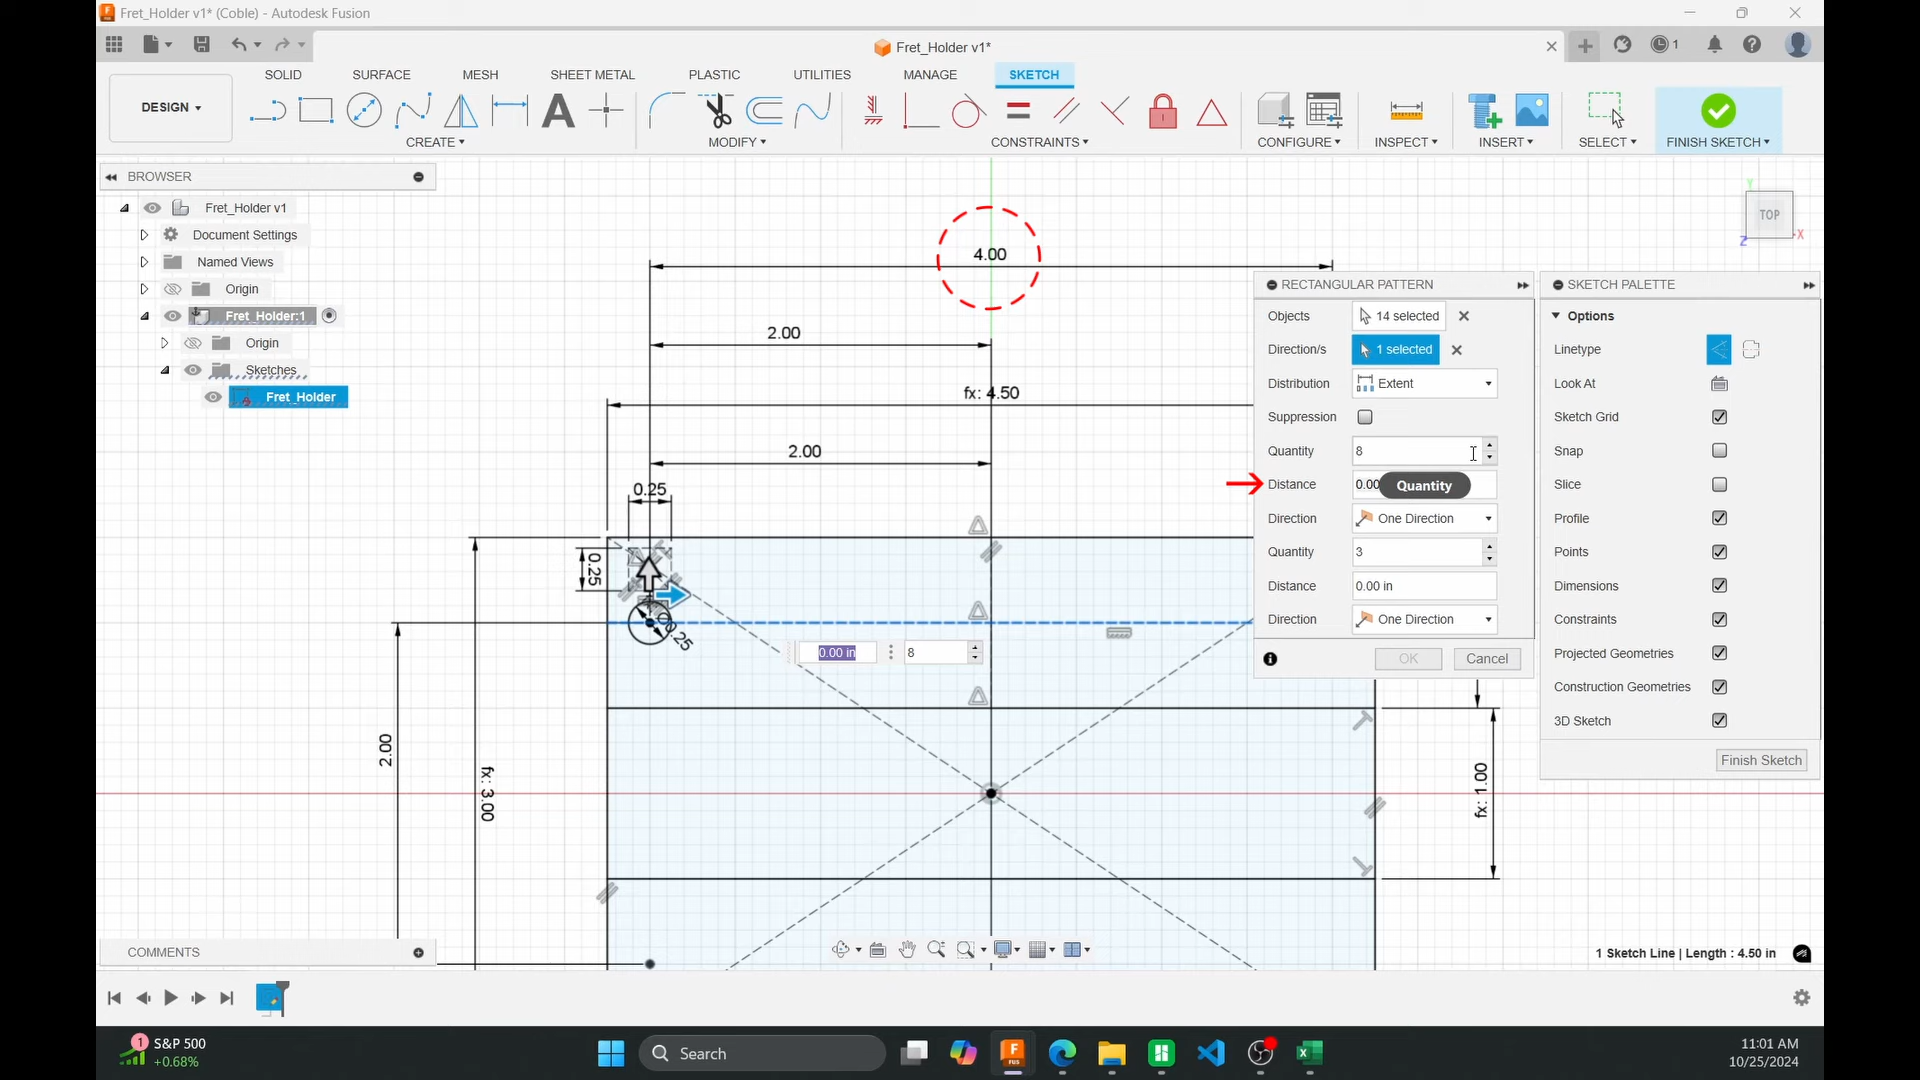 Fret_Holder v1* (Coble) - Autodesk Fusion
Fret_Holder v1*
1
SOLID SURFACE MESH SHEET METAL PLASTIC UTILITIES MANAGE SKETCH
DESIGN
CREATE MODIFY CONSTRAINTS CONFIGURE INSPECT INSERT SELECT FINISH SKETCH
BROWSER
Fret_Holder v1
Document Settings
Named Views
Origin
Fret_Holder:1
Origin
Sketches
Fret_Holder
4.00
2.00
fx: 4.50
2.00
0.25
0.25
Ø0.25
2.00
fx: 3.00
fx: 1.00
0.00 in
8
TOP
Y
X
Z
RECTANGULAR PATTERN
Objects 14 selected
Direction/s 1 selected
Distribution Extent
Suppression
Quantity 8
Distance 0.00
Quantity
Direction One Direction
Quantity 3
Distance 0.00 in
Direction One Direction
OK Cancel
SKETCH PALETTE
Options
Linetype
Look At
Sketch Grid
Snap
Slice
Profile
Points
Dimensions
Constraints
Projected Geometries
Construction Geometries
3D Sketch
Finish Sketch
COMMENTS
1 Sketch Line | Length : 4.50 in
1
S&P 500
+0.68%
Search
11:01 AM
10/25/2024